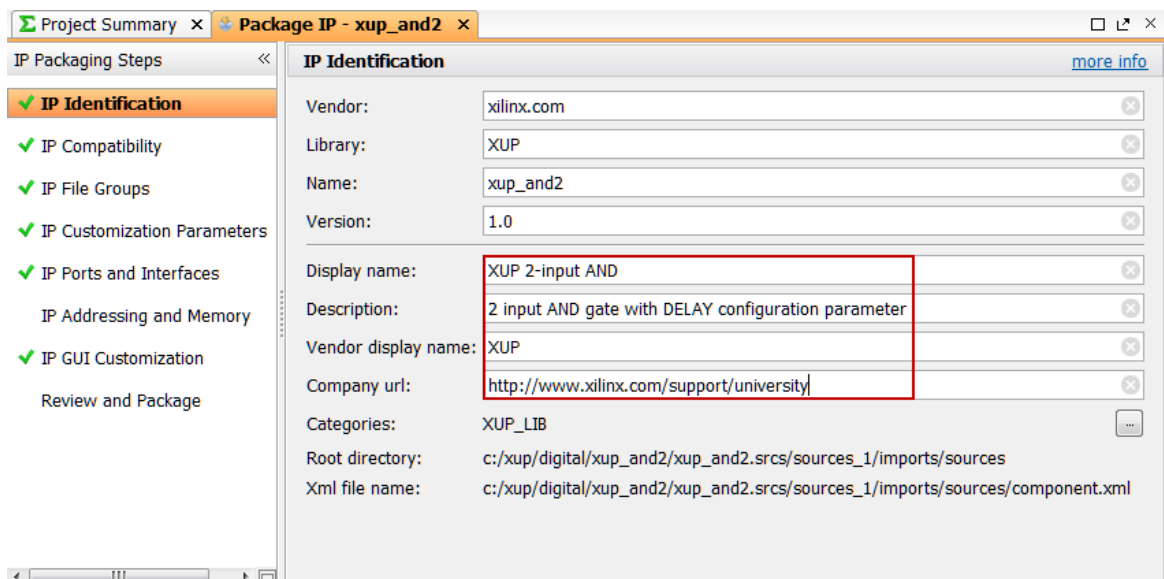 Project Summary
Package IP - xup_and2
IP Packaging Steps
IP Identification
IP Compatibility
IP File Groups
IP Customization Parameters
IP Ports and Interfaces
IP Addressing and Memory
IP GUI Customization
Review and Package
IP Identification more info
Vendor: xilinx.com
Library: XUP
Name: xup_and2
Version: 1.0
Display name: XUP 2-input AND
Description: 2 input AND gate with DELAY configuration parameter
Vendor display name: XUP
Company url: http://www.xilinx.com/support/university
Categories: XUP_LIB ...
Root directory: c:/xup/digital/xup_and2/xup_and2.srcs/sources_1/imports/sources
Xml file name: c:/xup/digital/xup_and2/xup_and2.srcs/sources_1/imports/sources/component.xml